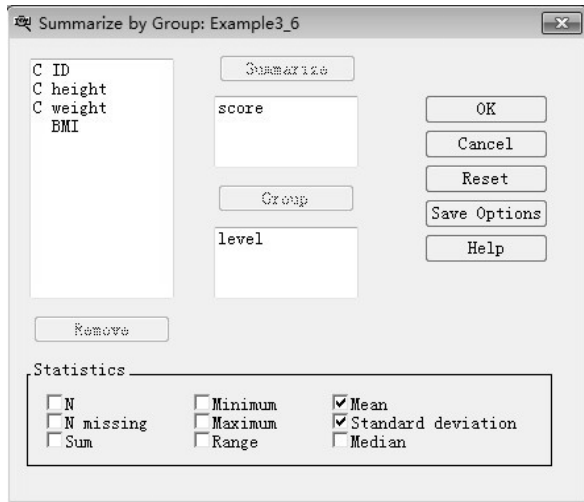 Summarize by Group: Example3_6
C ID
C height
C weight
BMI
Summarize
score
Group
level
OK
Cancel
Reset
Save Options
Help
Remove
Statistics
N
N missing
Sum
Minimum
Maximum
Range
Mean
Standard deviation
Median